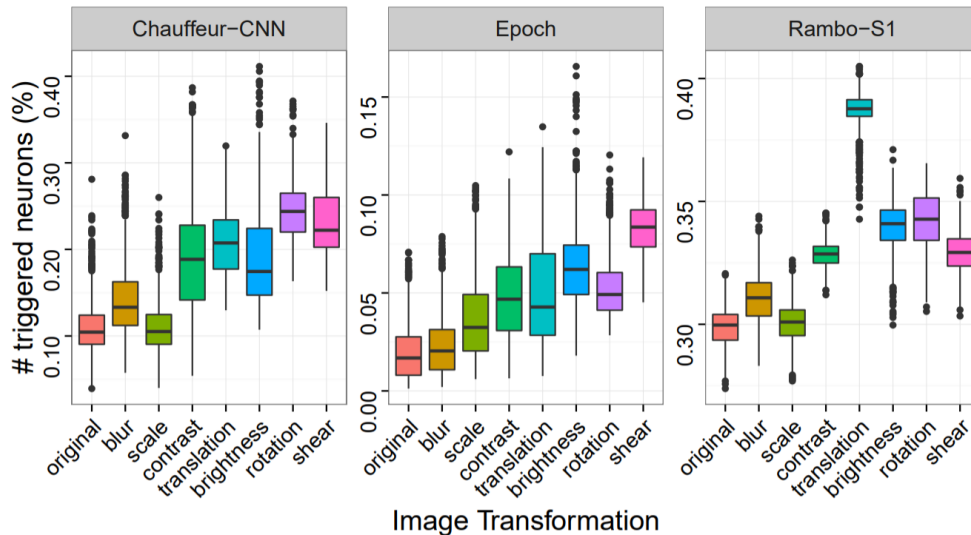 Chauffeur−CNN
Epoch
Rambo−S1
# triggered neurons (%)
0.40
0.30
0.20
0.10
0.15
0.10
0.05
0.00
0.40
0.35
0.30
original
blur
scale
contrast
translation
brightness
rotation
shear
original
blur
scale
contrast
translation
brightness
rotation
shear
original
blur
scale
contrast
translation
brightness
rotation
shear
Image Transformation